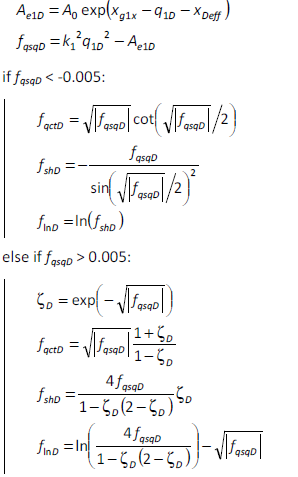 A_{e1D} = A_0 exp(x_{g1x} − q_{1D} − x_{Deff})
f_{qsqD} = k_1^2 q_{1D}^2 − A_{e1D}
if f_{qsqD} < -0.005:
f_{qctD} = √|f_{qsqD}| cot(√|f_{qsqD}|/2)
f_{shD} = − f_{qsqD} / sin(√|f_{qsqD}|/2)^2
f_{lnD} = ln(f_{shD})
else if f_{qsqD} > 0.005:
ζ_D = exp(−√|f_{qsqD}|)
f_{qctD} = √|f_{qsqD}| (1+ζ_D)/(1−ζ_D)
f_{shD} = 4f_{qsqD}/(1−ζ_D(2−ζ_D)) ζ_D
f_{lnD} = ln(4f_{qsqD}/(1−ζ_D(2−ζ_D))) − √|f_{qsqD}|